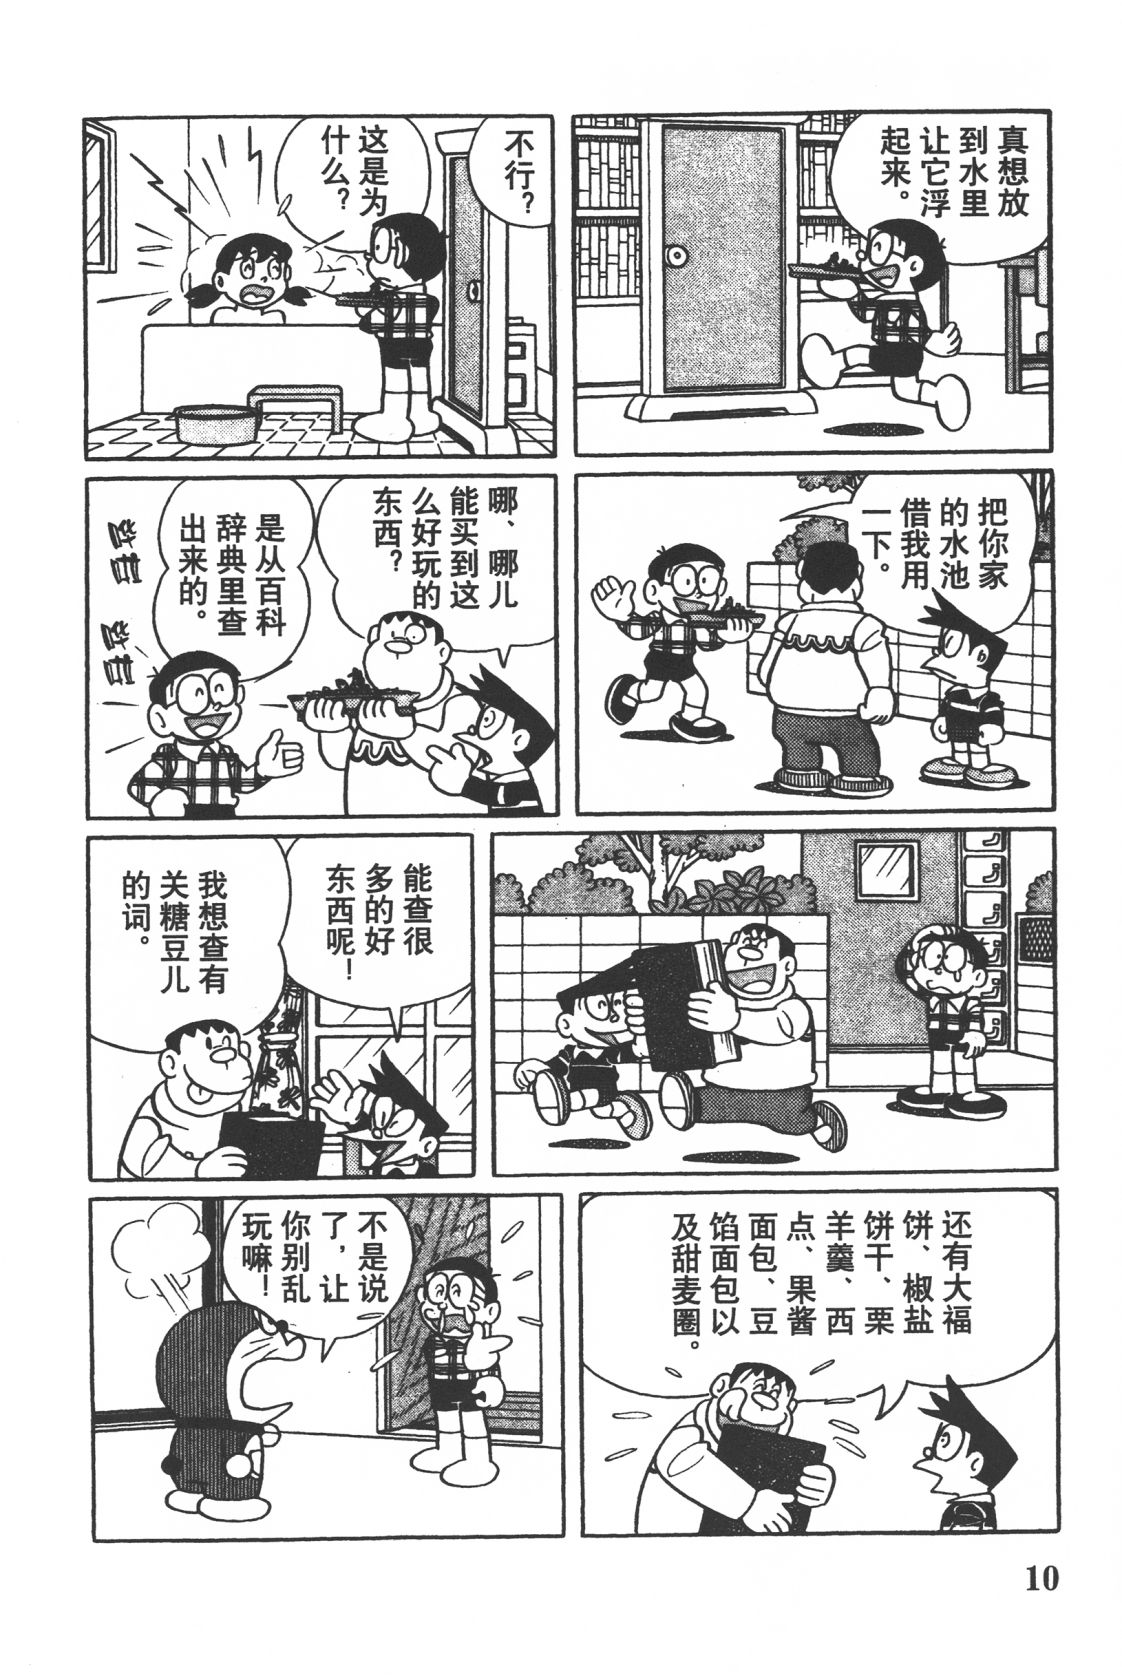 真想放
到水里
让它浮
起来。
不行?
这是为
什么?
把你家
的水池
借我用
一下。
哪、哪儿
能买到这
么好玩的
东西?
是从百科
辞典里查
出来的。
能查很
多的好
东西呢!
我想查有
关糖豆儿
的词。
还有大福
饼、椒盐
饼干、栗
羊羹、西
点、果酱
面包、豆
馅面包以
及甜麦圈。
不是说
了,让
你别乱
玩嘛!
10